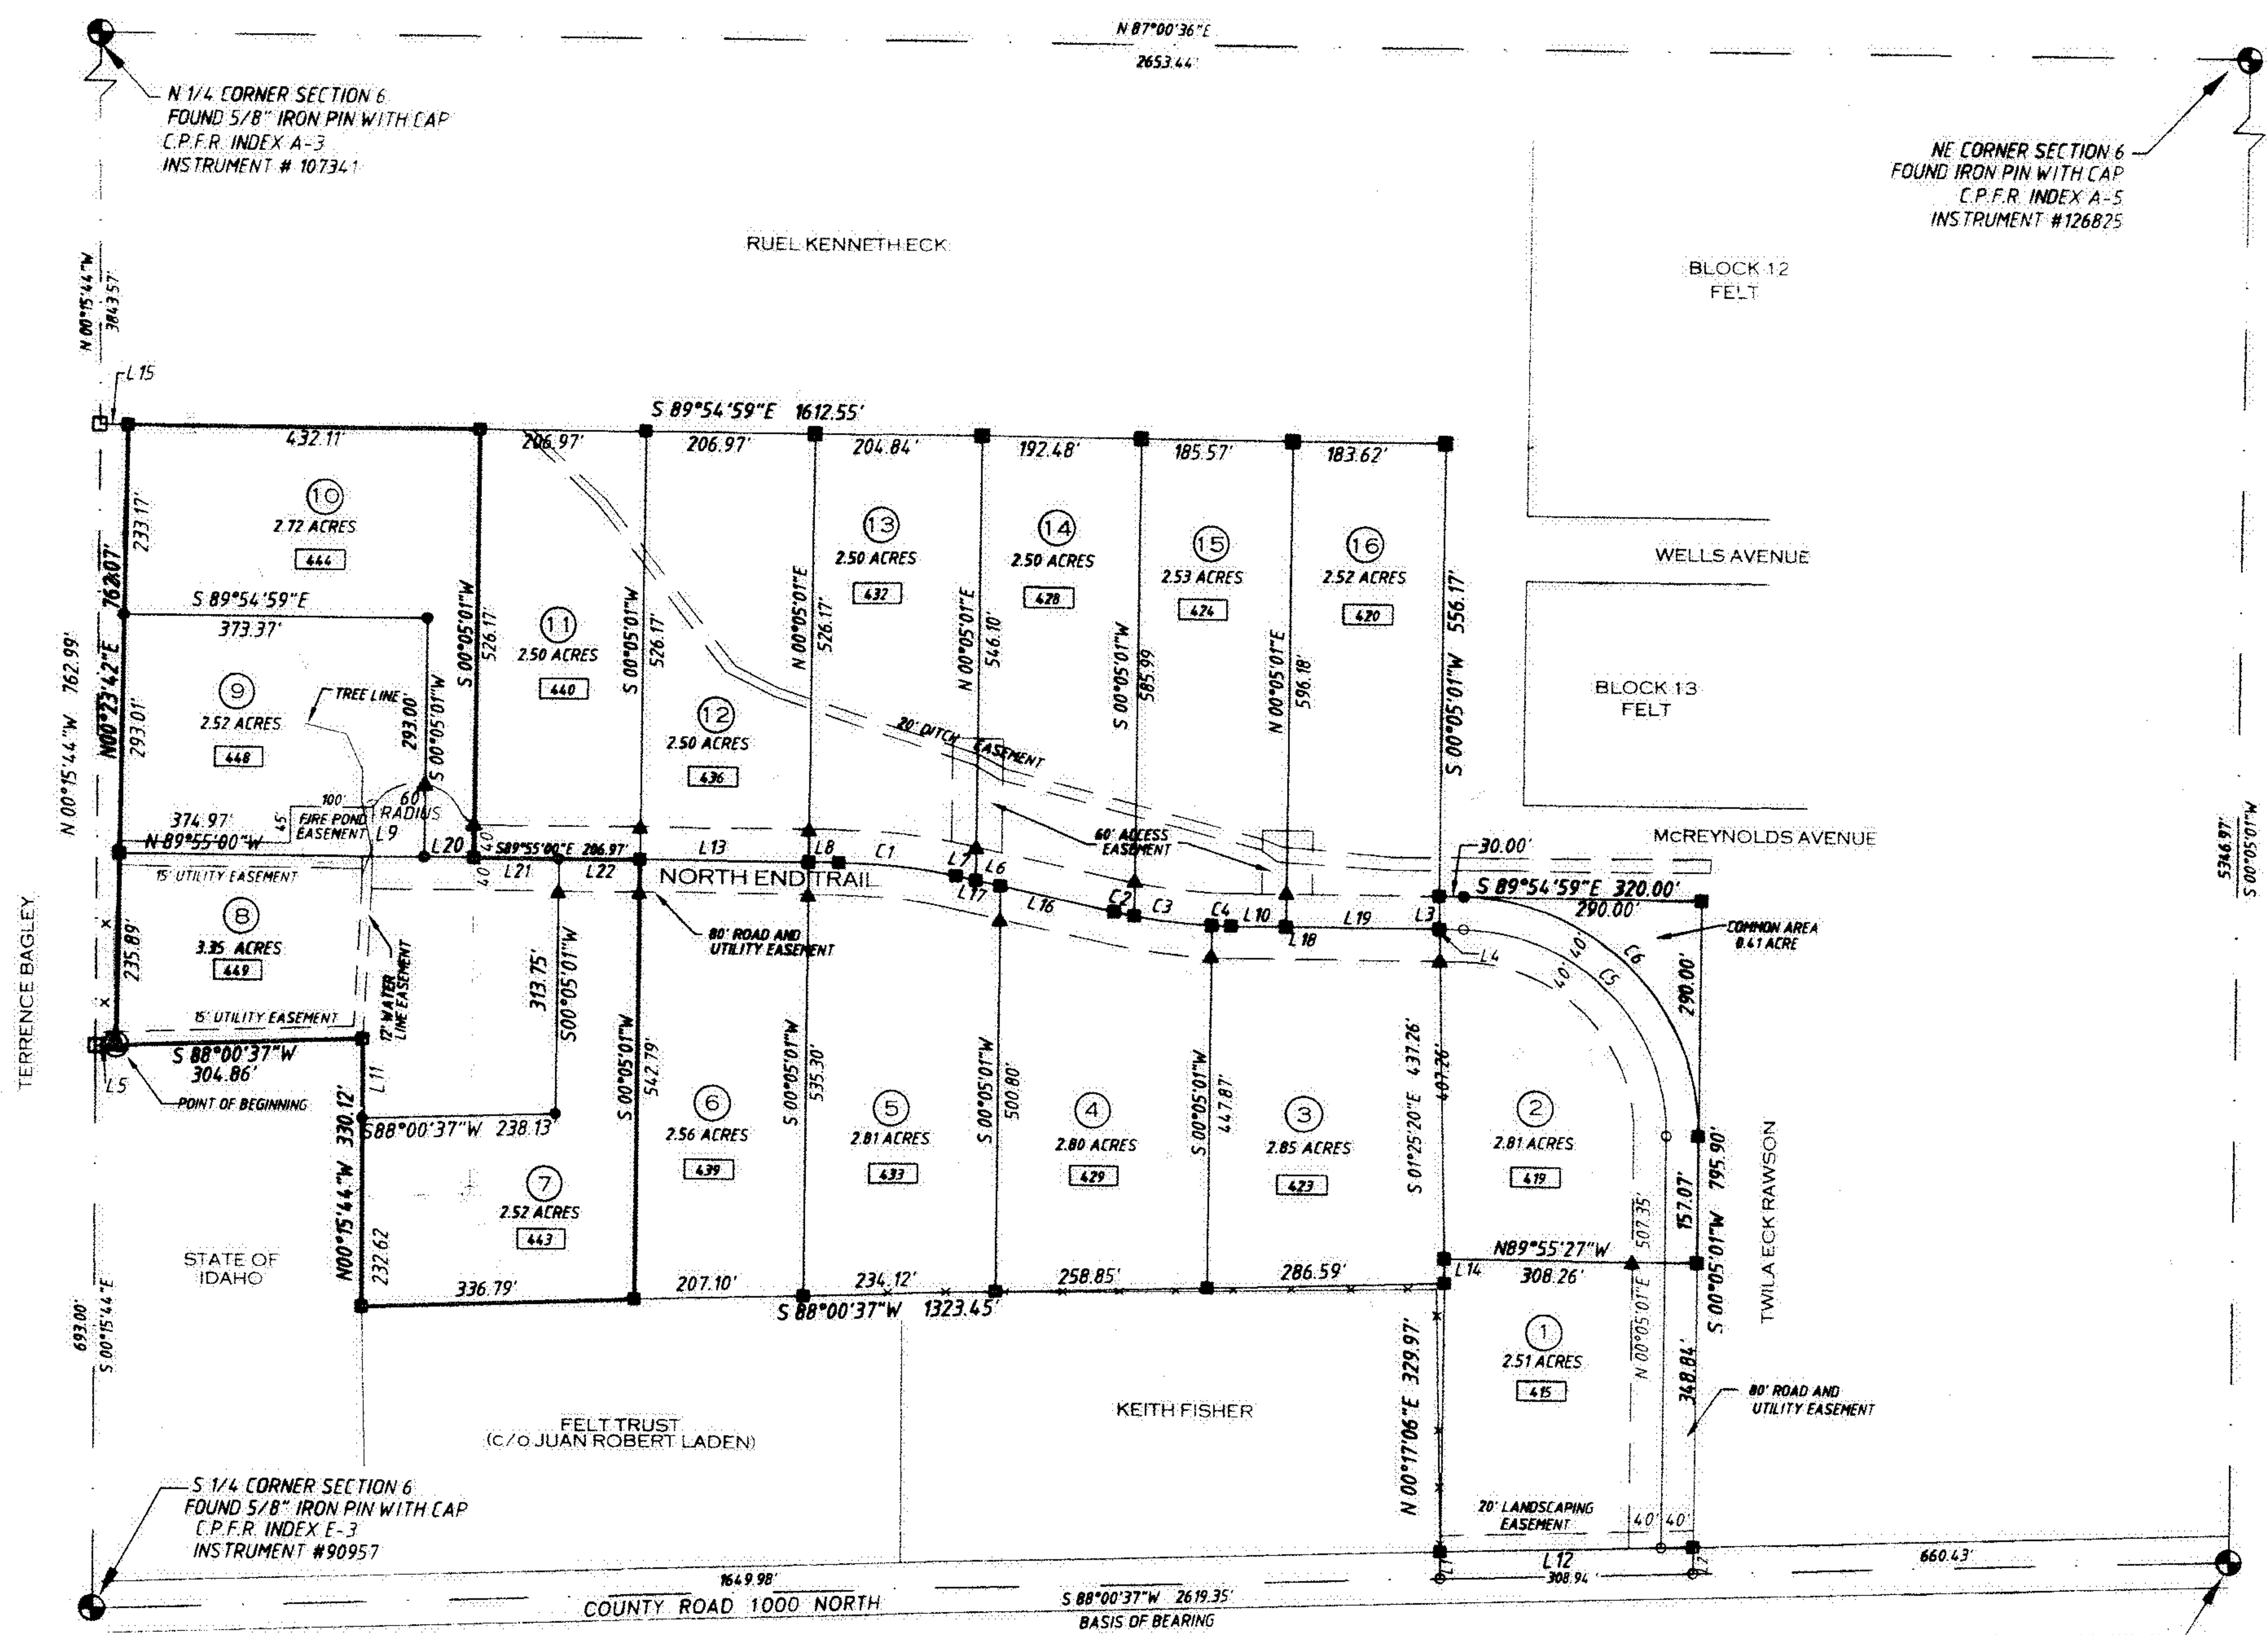 N 87°00'36"E
2653.44'
N 1/4 CORNER SECTION 6
FOUND 5/8" IRON PIN WITH CAP
C.P.F.R. INDEX A-3
INSTRUMENT # 107341
NE CORNER SECTION 6
FOUND IRON PIN WITH CAP
C.P.F.R. INDEX A-5
INSTRUMENT #126825
RUEL KENNETH ECK
BLOCK 12
FELT
N 00°15'44"W
3843.57'
L15
S 89°54'59"E 1612.55'
432.11'
206.97'
206.97'
204.84'
192.48'
185.57'
183.62'
10
2.72 ACRES
444
233.17'
N00°23'42"E 762.07'
N 00°15'44"W 762.99'
S 89°54'59"E
373.37'
S 00°05'01"W
526.17'
11
2.50 ACRES
440
S 00°05'01"W
526.17'
12
2.50 ACRES
436
N 00°05'01"E
526.17'
13
2.50 ACRES
432
N 00°05'01"E
546.10'
14
2.50 ACRES
428
S 00°05'01"W
585.99
15
2.53 ACRES
424
N 00°05'01"E
596.18'
16
2.52 ACRES
420
S 00°05'01"W 556.17'
WELLS AVENUE
BLOCK 13
FELT
McREYNOLDS AVENUE
5346.97'
S 00°05'01"W
9
2.52 ACRES
448
293.01'
TREE LINE
293.00'
S 00°05'01"W
20' DITCH EASEMENT
60' ACCESS
EASEMENT
100'
60'
RADIUS
45'
FIRE POND
EASEMENT
L9
374.97'
N 89°55'00"W
L20
40'
40'
S89°55'00"E 206.97'
L21
L22
L13
L8
C1
L7
L6
L17
L16
C2
C3
C4
L10
L18
L19
L3
L4
NORTH END TRAIL
15' UTILITY EASEMENT
30.00'
S 89°54'59"E 320.00'
290.00'
COMMON AREA
0.41 ACRE
C6
C5
40'
40'
290.00'
8
3.35 ACRES
449
235.89'
15' UTILITY EASEMENT
12' WATER
LINE EASEMENT
80' ROAD AND
UTILITY EASEMENT
TERRENCE BAGLEY
S 88°00'37"W
304.86'
L5
POINT OF BEGINNING
L11
N00°15'44"W 330.12'
232.62
S88°00'37"W 238.13'
313.75'
S00°05'01"W
7
2.52 ACRES
443
S 00°05'01"W
542.79'
6
2.56 ACRES
439
S 00°05'01"W
535.30'
5
2.81 ACRES
433
S 00°05'01"W
500.80'
4
2.80 ACRES
429
S 00°05'01"W
447.87'
3
2.85 ACRES
423
S 01°25'20"E 437.26'
407.26'
2
2.81 ACRES
419
N89°55'27"W
308.26'
157.07'
S 00°05'01"W 795.90'
TWILA ECK RAWSON
L14
336.79'
207.10'
234.12'
258.85'
286.59'
S 88°00'37"W 1323.45'
STATE OF
IDAHO
693.00'
S 00°15'44"E
1
2.51 ACRES
415
N 00°17'06"E 329.97'
N 00°05'01"E 507.35'
348.84'
80' ROAD AND
UTILITY EASEMENT
FELT TRUST
(C/O JUAN ROBERT LADEN)
KEITH FISHER
S 1/4 CORNER SECTION 6
FOUND 5/8" IRON PIN WITH CAP
C.P.F.R. INDEX E-3
INSTRUMENT #90957
20' LANDSCAPING
EASEMENT
40'
40'
L1
L12
L2
308.94'
660.43'
1649.98'
COUNTY ROAD 1000 NORTH
S 88°00'37"W 2619.35'
BASIS OF BEARING